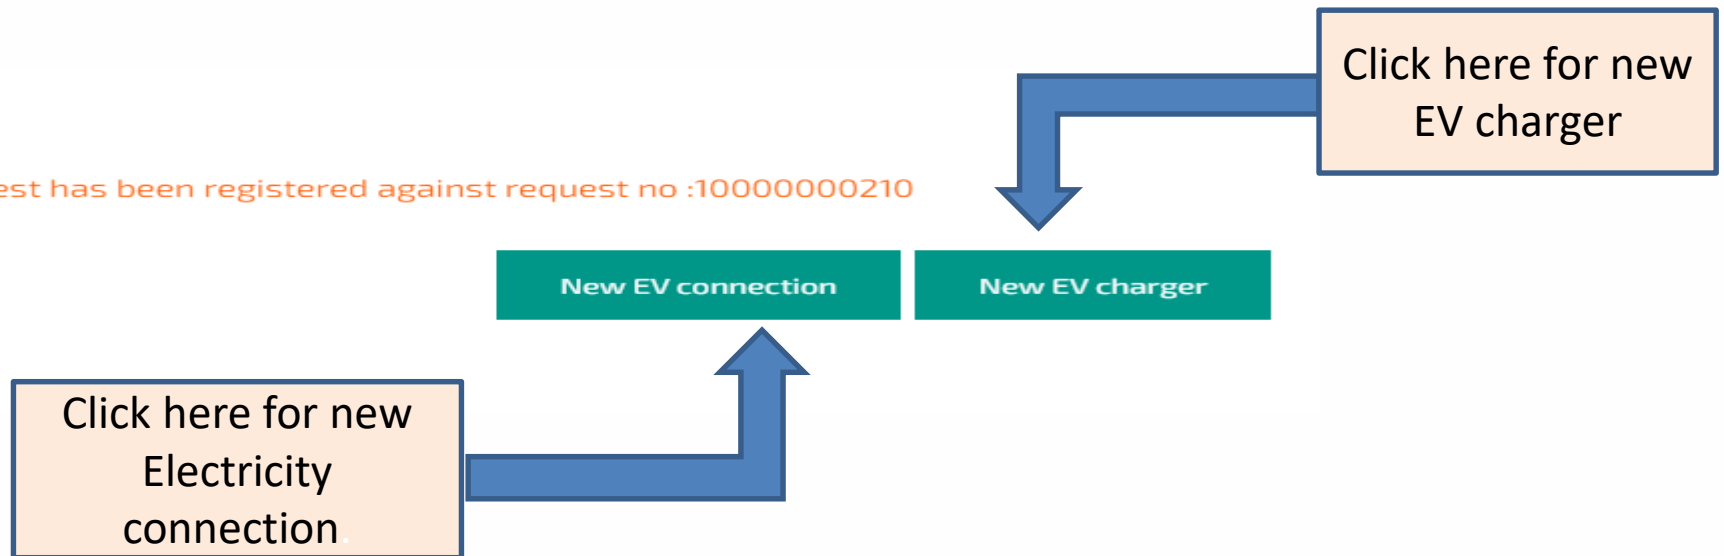 Click here for new
EV charger
est has been registered against request no :10000000210
New EV connection
New EV charger
Click here for new
Electricity
connection.